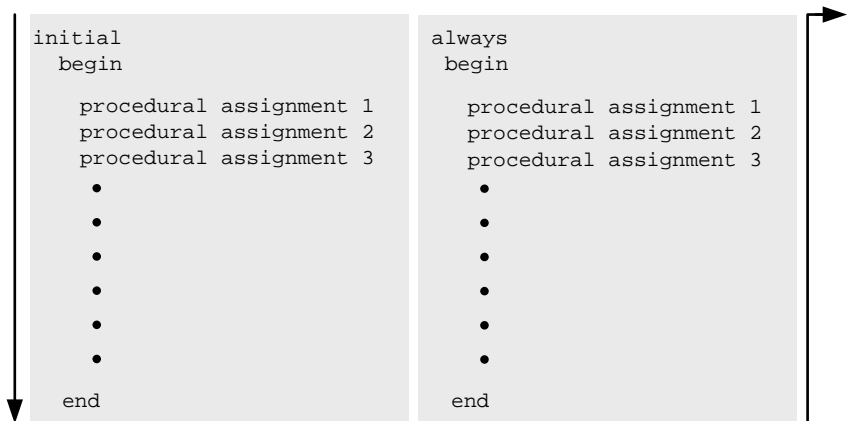 initial
begin
procedural assignment 1
procedural assignment 2
procedural assignment 3
•
•
•
•
•
•
end
always
begin
procedural assignment 1
procedural assignment 2
procedural assignment 3
•
•
•
•
•
•
end